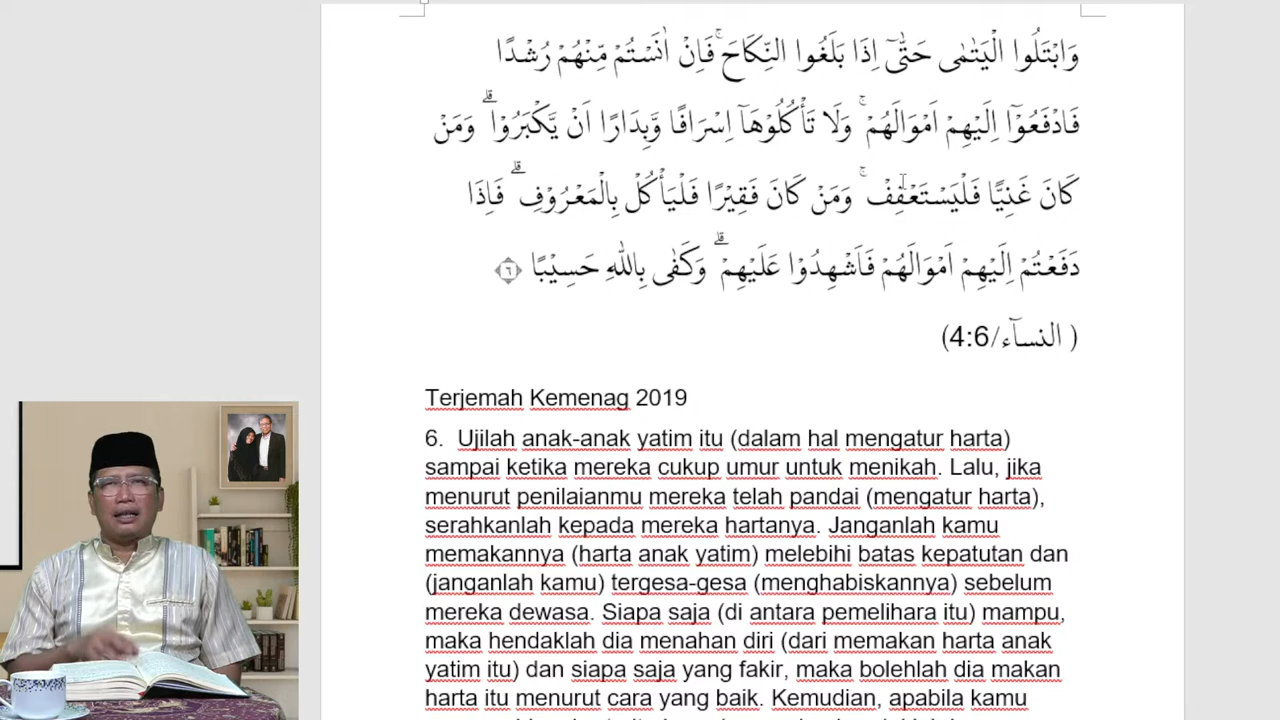 وَابْتَلُوا الْيَتٰمٰى حَتّٰىٓ اِذَا بَلَغُوا النِّكَاحَۚ فَاِنْ اٰنَسْتُمْ مِّنْهُمْ رُشْدًا
فَادْفَعُوْٓا اِلَيْهِمْ اَمْوَالَهُمْ ۚ وَلَا تَأْكُلُوْهَآ اِسْرَافًا وَّبِدَارًا اَنْ يَّكْبَرُوْا ۗ وَمَنْ
كَانَ غَنِيًّا فَلْيَسْتَعْفِفْ ۚ وَمَنْ كَانَ فَقِيْرًا فَلْيَأْكُلْ بِالْمَعْرُوْفِ ۗ فَاِذَا
دَفَعْتُمْ اِلَيْهِمْ اَمْوَالَهُمْ فَاَشْهِدُوْا عَلَيْهِمْ ۗ وَكَفٰى بِاللّٰهِ حَسِيْبًا ٦
( النساۤء/4:6)
Terjemah Kemenag 2019
6. Ujilah anak-anak yatim itu (dalam hal mengatur harta)
sampai ketika mereka cukup umur untuk menikah. Lalu, jika
menurut penilaianmu mereka telah pandai (mengatur harta),
serahkanlah kepada mereka hartanya. Janganlah kamu
memakannya (harta anak yatim) melebihi batas kepatutan dan
(janganlah kamu) tergesa-gesa (menghabiskannya) sebelum
mereka dewasa. Siapa saja (di antara pemelihara itu) mampu,
maka hendaklah dia menahan diri (dari memakan harta anak
yatim itu) dan siapa saja yang fakir, maka bolehlah dia makan
harta itu menurut cara yang baik. Kemudian, apabila kamu